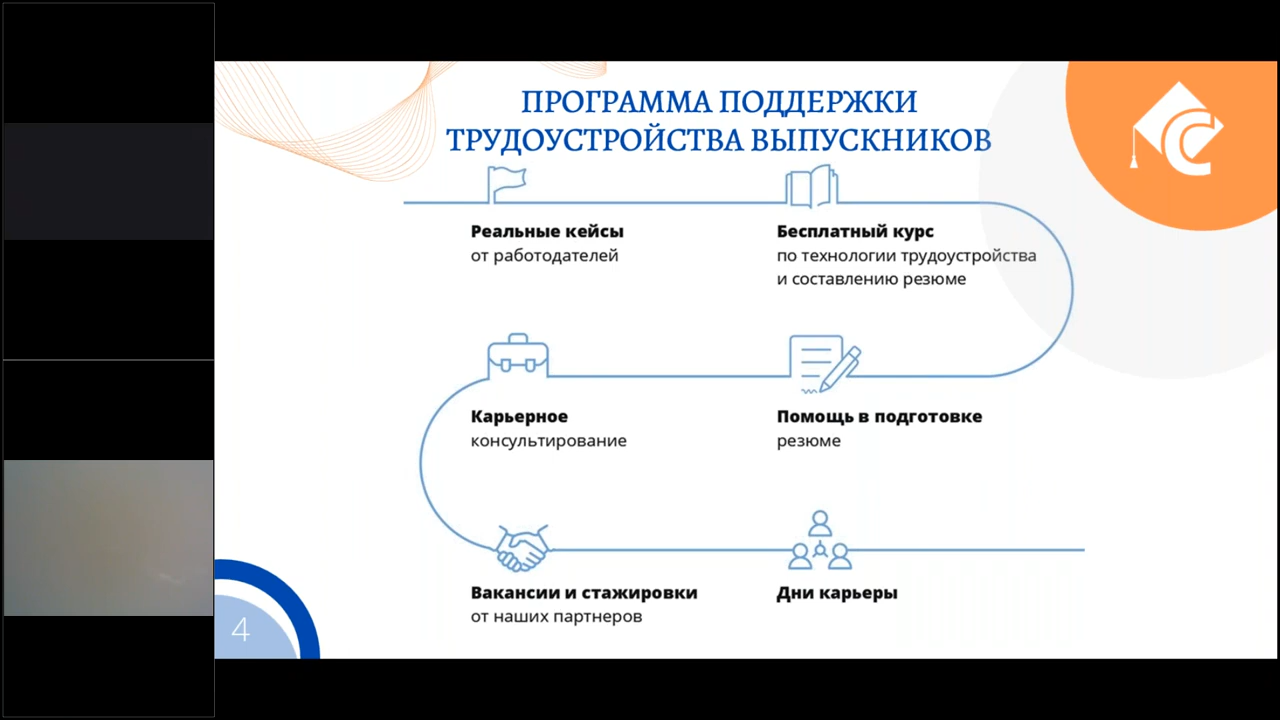 ПРОГРАММА ПОДДЕРЖКИ
ТРУДОУСТРОЙСТВА ВЫПУСКНИКОВ
Реальные кейсы
от работодателей
Бесплатный курс
по технологии трудоустройства
и составлению резюме
Карьерное
консультирование
Помощь в подготовке
резюме
Вакансии и стажировки
от наших партнеров
Дни карьеры
4